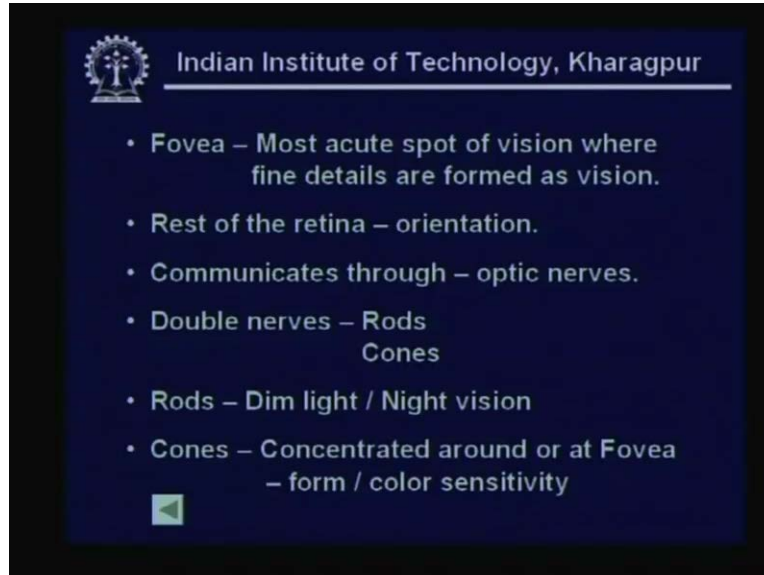 Indian Institute of Technology, Kharagpur
• Fovea – Most acute spot of vision where
fine details are formed as vision.
• Rest of the retina – orientation.
• Communicates through – optic nerves.
• Double nerves – Rods
Cones
• Rods – Dim light / Night vision
• Cones – Concentrated around or at Fovea
– form / color sensitivity